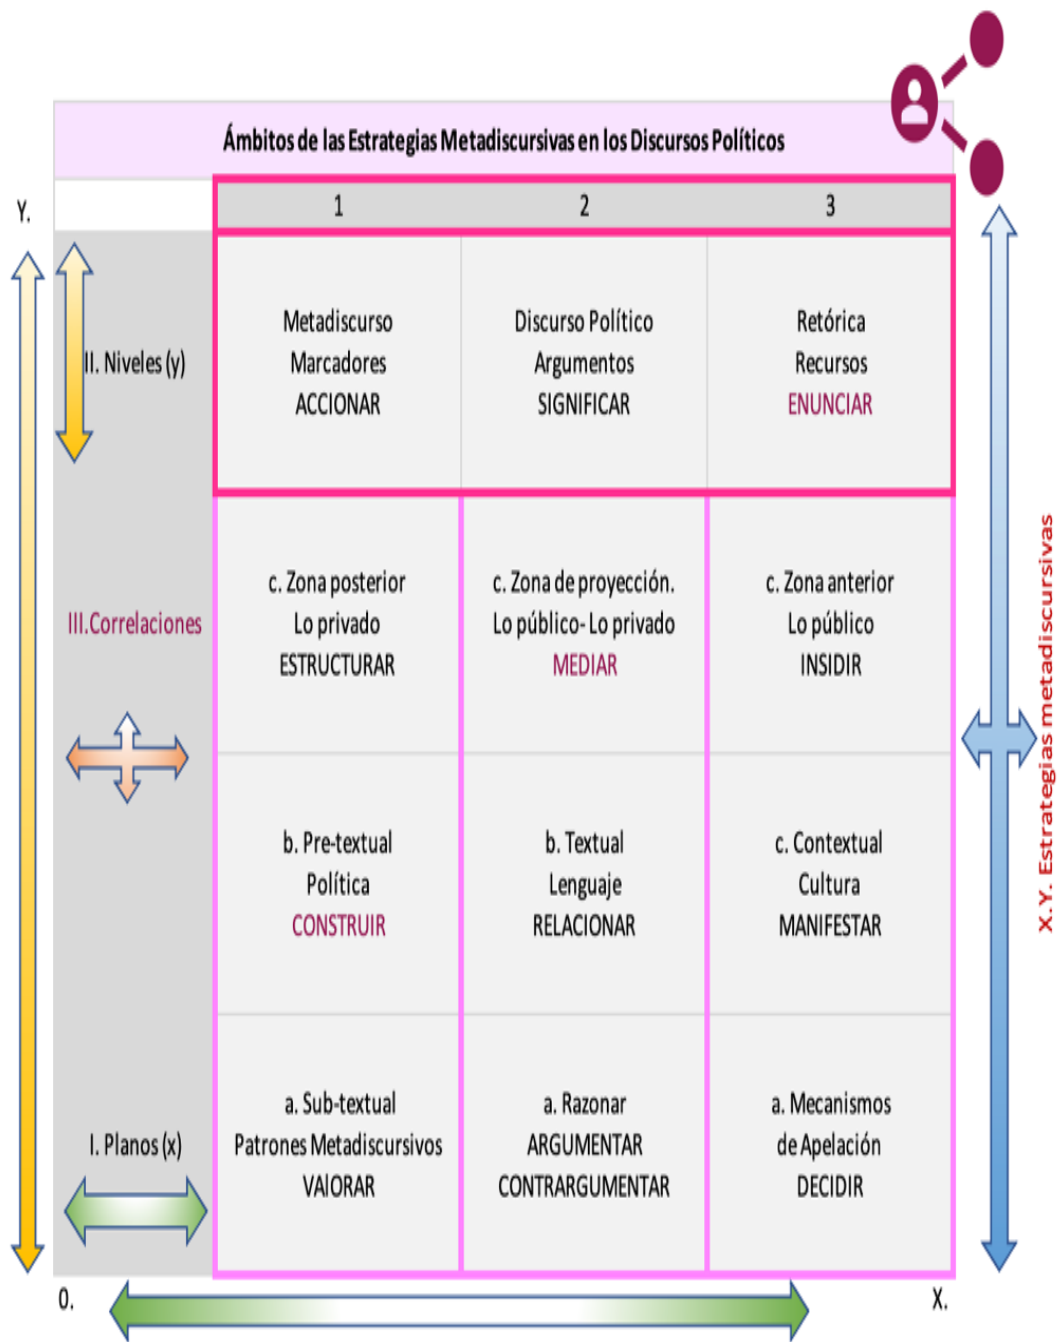 Ámbitos de las Estrategias Metadiscursivas en los Discursos Políticos
Y.
1
2
3
II. Niveles (y)
Metadiscurso
Marcadores
ACCIONAR
Discurso Político
Argumentos
SIGNIFICAR
Retórica
Recursos
ENUNCIAR
III.Correlaciones
c. Zona posterior
Lo privado
ESTRUCTURAR
c. Zona de proyección.
Lo público- Lo privado
MEDIAR
c. Zona anterior
Lo público
INSIDIR
b. Pre-textual
Política
CONSTRUIR
b. Textual
Lenguaje
RELACIONAR
c. Contextual
Cultura
MANIFESTAR
I. Planos (x)
a. Sub-textual
Patrones Metadiscursivos
VAlORAR
a. Razonar
ARGUMENTAR
CONTRARGUMENTAR
a. Mecanismos
de Apelación
DECIDIR
X.Y. Estrategias metadiscursivas
0.
X.